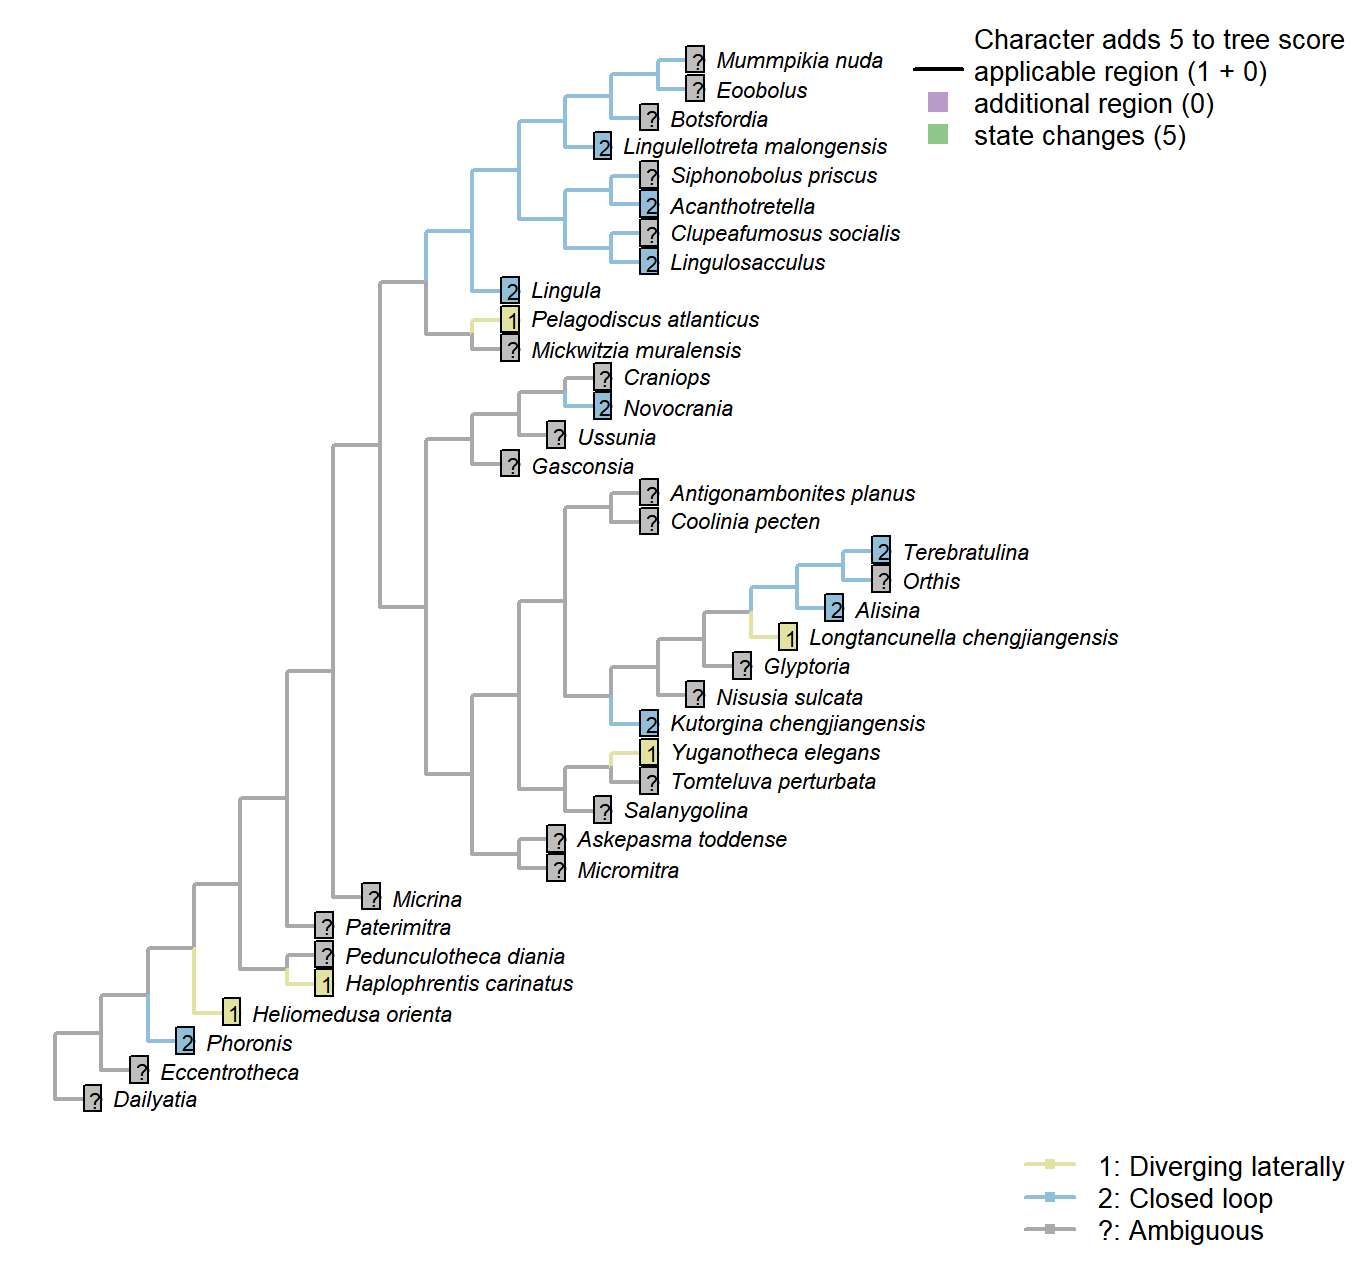 Character adds 5 to tree score
applicable region (1 + 0)
additional region (0)
state changes (5)
? Mummpikia nuda
? Eoobolus
? Botsfordia
2 Lingulellotreta malongensis
? Siphonobolus priscus
2 Acanthotretella
? Clupeafumosus socialis
2 Lingulosacculus
2 Lingula
1 Pelagodiscus atlanticus
? Mickwitzia muralensis
? Craniops
2 Novocrania
? Ussunia
? Gasconsia
? Antigonambonites planus
? Coolinia pecten
2 Terebratulina
? Orthis
2 Alisina
1 Longtancunella chengjiangensis
? Glyptoria
? Nisusia sulcata
2 Kutorgina chengjiangensis
1 Yuganotheca elegans
? Tomteluva perturbata
? Salanygolina
? Askepasma toddense
? Micromitra
? Micrina
? Paterimitra
? Pedunculotheca diania
1 Haplophrentis carinatus
1 Heliomedusa orienta
2 Phoronis
? Eccentrotheca
? Dailyatia
1: Diverging laterally
2: Closed loop
?: Ambiguous